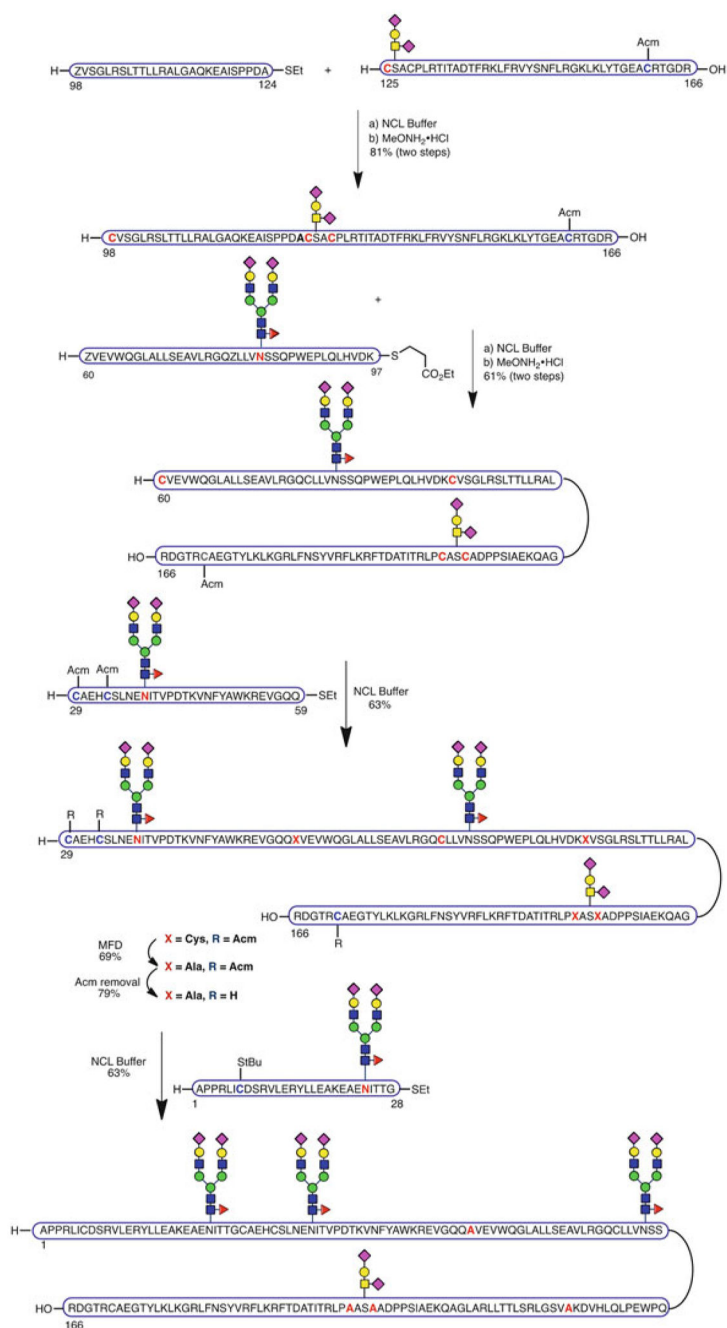 Acm
H ZVSGLRSLTTLLRALGAQKEAISPPDA SEt + H CSACPLRTITADTFRKLFRVYSNFLRGKLKLYTGEACRTGDR OH
98 124 125 166
a) NCL Buffer
b) MeONH2•HCl
81% (two steps)
Acm
H CVSGLRSLTTLLRALGAQKEAISPPDACSACPLRTITADTFRKLFRVYSNFLRGKLKLYTGEACRTGDR OH
98 166
+
H ZVEVWQGLALLSEAVLRGQZLLVNSSQPWEPLQLHVDK S
60 97
CO2Et
a) NCL Buffer
b) MeONH2•HCl
61% (two steps)
H CVEVWQGLALLSEAVLRGQCLLVNSSQPWEPLQLHVDKCVSGLRSLTTLLRAL
60
HO RDGTRCAEGTYLKLKGRLFNSYVRFLKRFTDATITRLPCASCADPPSIAEKQAG
166
Acm
Acm Acm
H CAEHCSLNENITVPDTKVNFYAWKREVGQQ SEt
29 59
NCL Buffer
63%
R R
H CAEHCSLNENITVPDTKVNFYAWKREVGQQXVEVWQGLALLSEAVLRGQCLLVNSSQPWEPLQLHVDKXVSGLRSLTTLLRAL
29
HO RDGTRCAEGTYLKLKGRLFNSYVRFLKRFTDATITRLPXASXADPPSIAEKQAG
166
R
X = Cys, R = Acm
MFD
69%
X = Ala, R = Acm
Acm removal
79%
X = Ala, R = H
NCL Buffer
63%
StBu
H APPRLICDSRVLERYLLEAKEAENITTG SEt
1 28
H APPRLICDSRVLERYLLEAKEAENITTGCAEHCSLNENITVPDTKVNFYAWKREVGQQAVEVWQGLALLSEAVLRGQCLLVNSS
1
HO RDGTRCAEGTYLKLKGRLFNSYVRFLKRFTDATITRLPAASAADPPSIAEKQAGLARLLTTLSRLGSVAKDVHLQLPEWPQ
166